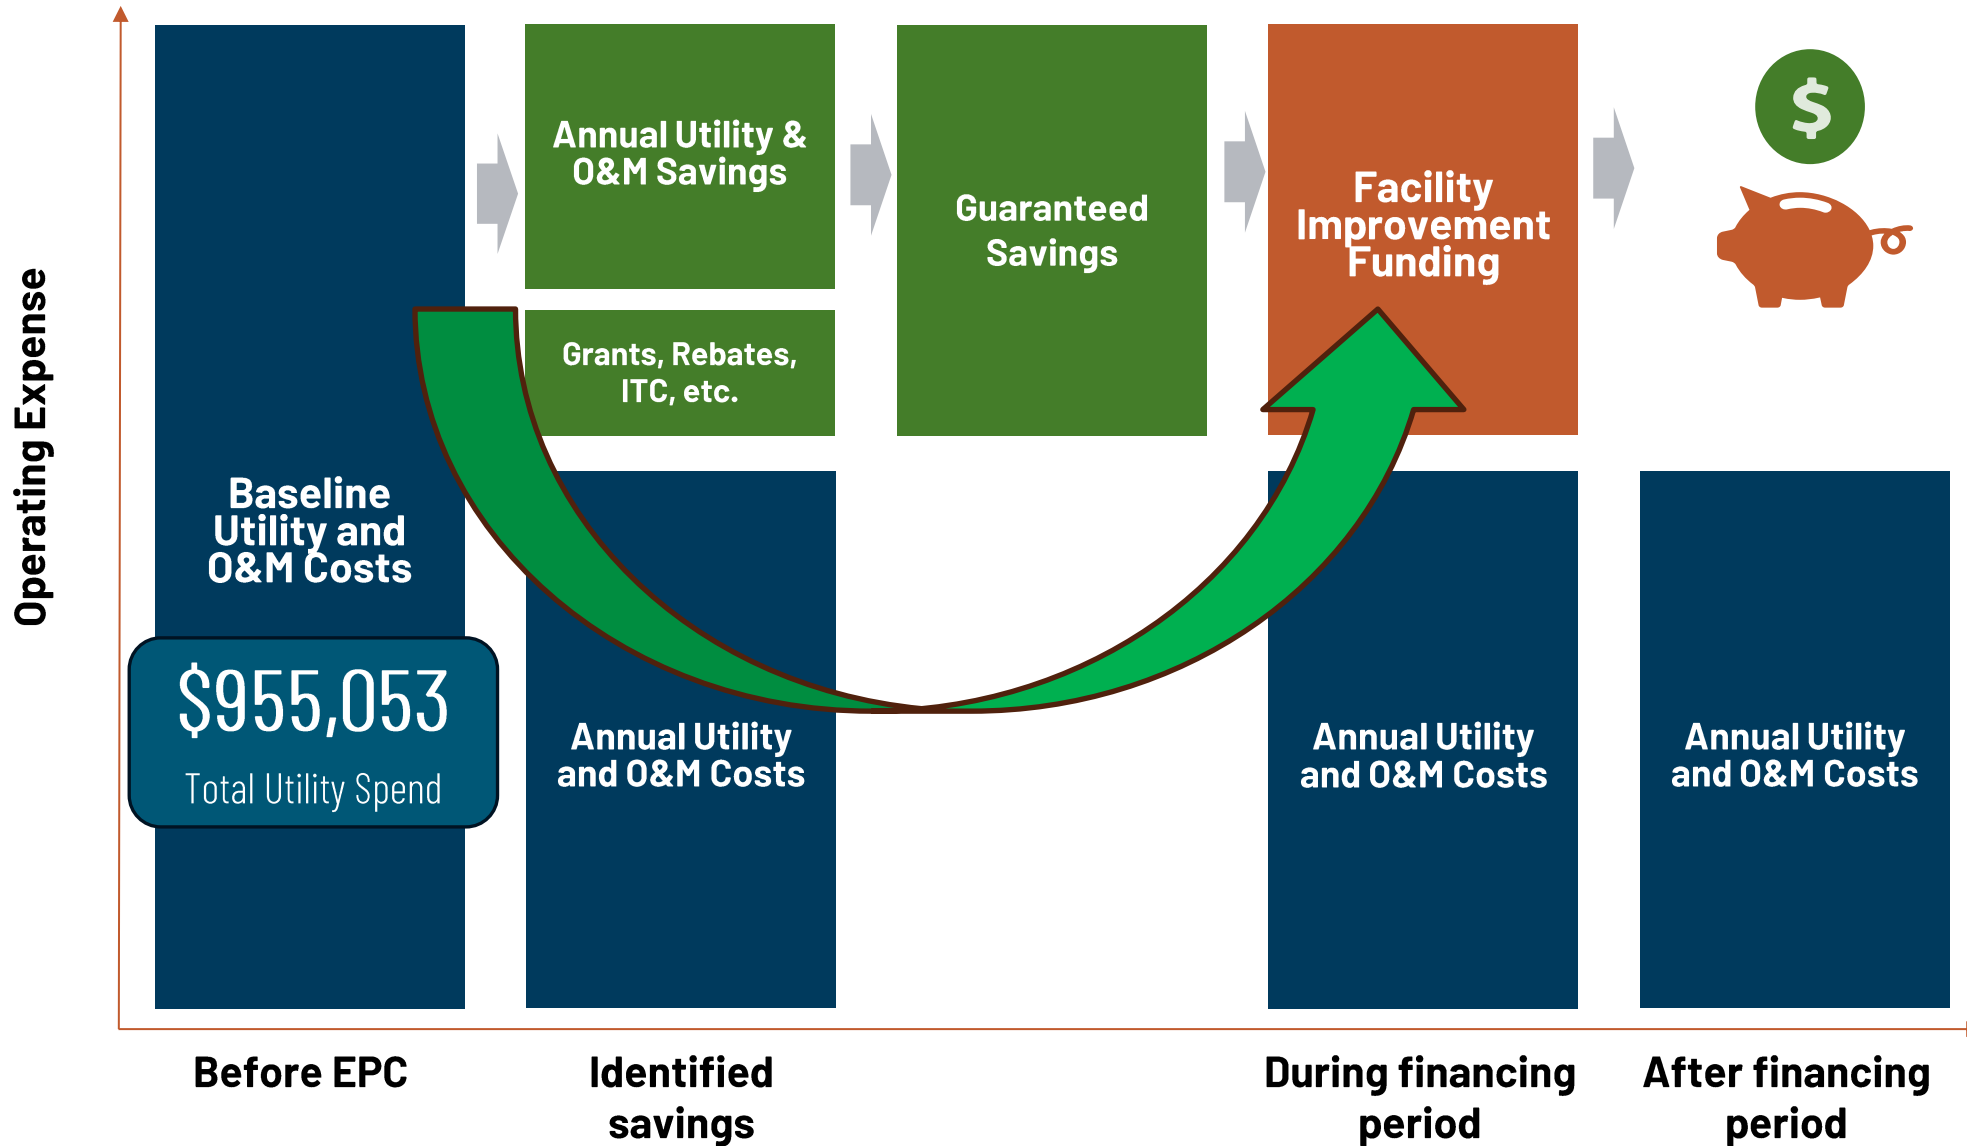 Operating Expense
Baseline
Utility and
O&M Costs
$955,053
Total Utility Spend
Annual Utility &
O&M Savings
Grants, Rebates,
ITC, etc.
Annual Utility
and O&M Costs
Guaranteed
Savings
Facility
Improvement
Funding
Annual Utility
and O&M Costs
$
Annual Utility
and O&M Costs
Before EPC
Identified
savings
During financing
period
After financing
period